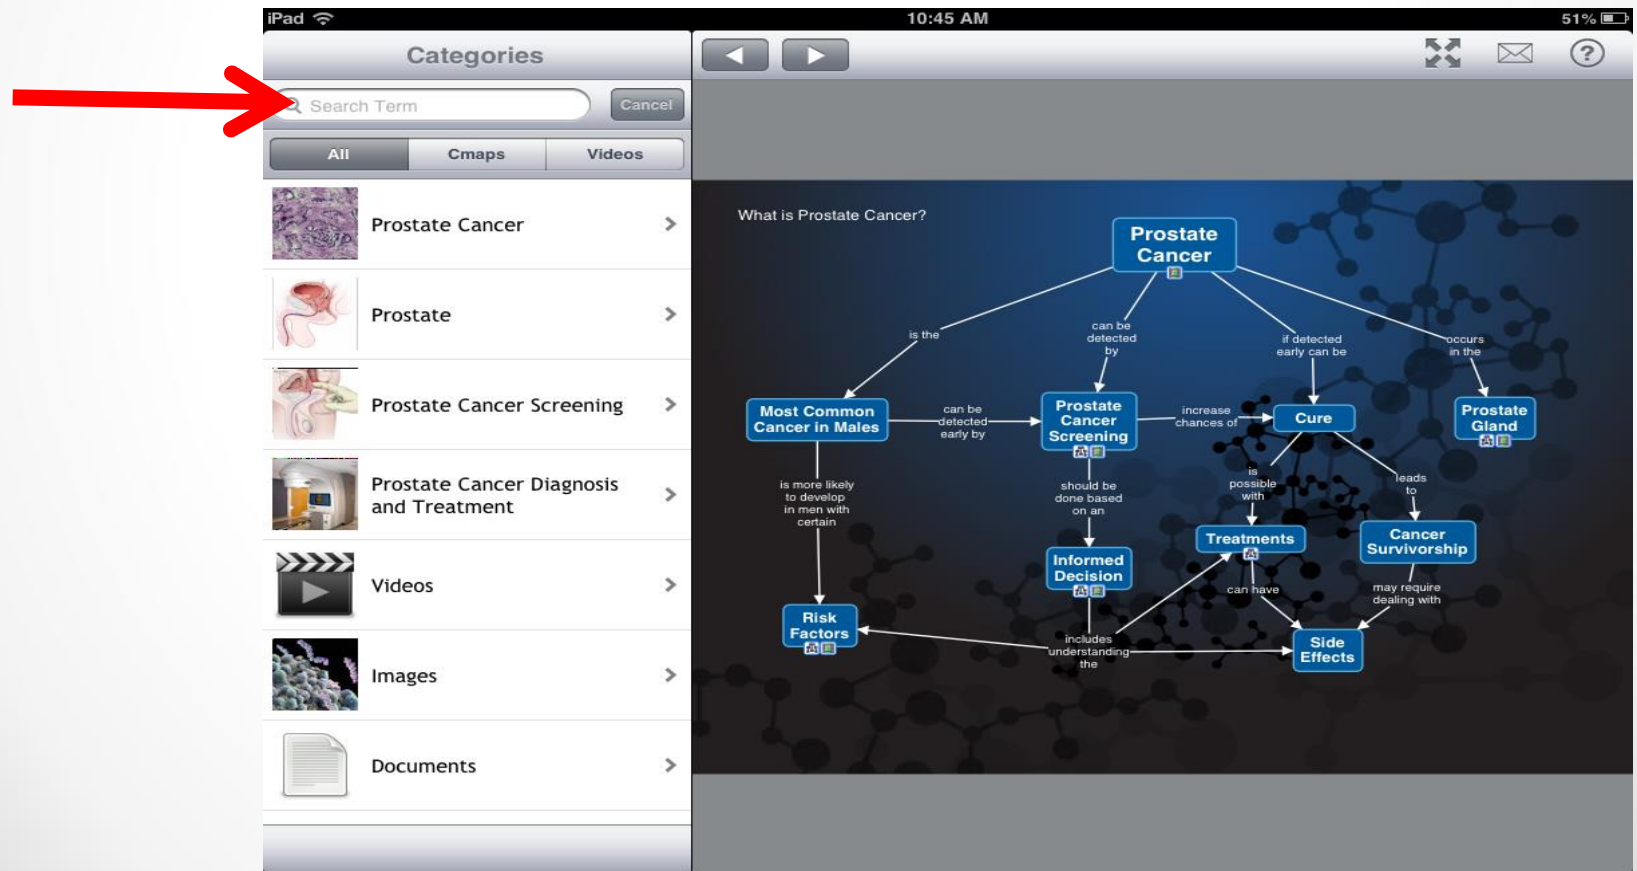 iPad
10:45 AM
51%
Categories
Search Term
Cancel
All
Cmaps
Videos
Prostate Cancer
Prostate
Prostate Cancer Screening
Prostate Cancer Diagnosis
and Treatment
Videos
Images
Documents
?
What is Prostate Cancer?
Prostate
Cancer
is the
can be
detected
by
if detected
early can be
occurs
in the
Most Common
Cancer in Males
can be
detected
early by
Prostate
Cancer
Screening
increase
chances of
Cure
Prostate
Gland
is more likely
to develop
in men with
certain
should be
done based
on an
is
possible
with
leads
to
Treatments
Cancer
Survivorship
Informed
Decision
can have
may require
dealing with
Risk
Factors
includes
understanding
the
Side
Effects